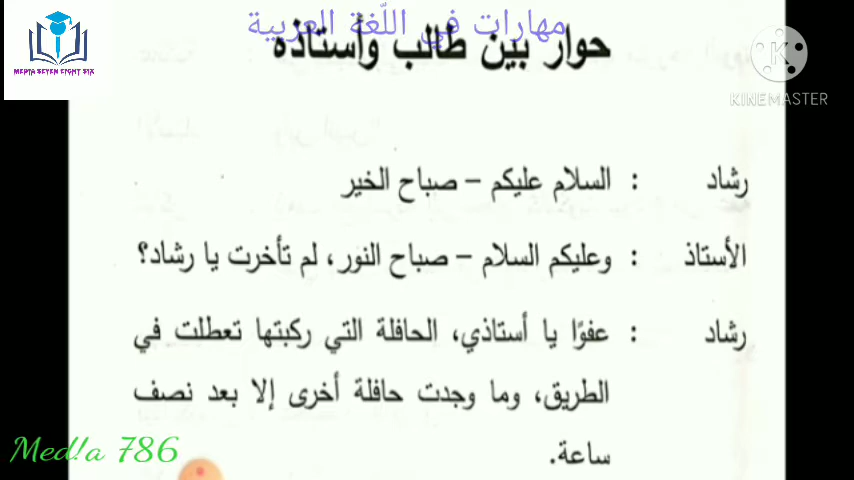 مهارات في اللّغة العربية
حوار بين طالب وأستاذه
MEDIA SEVEN EIGHT SIX
K
KINEMASTER
رشاد : السلام عليكم – صباح الخير
الأستاذ : وعليكم السلام – صباح النور، لم تأخرت يا رشاد؟
رشاد : عفوًا يا أستاذي، الحافلة التي ركبتها تعطلت في
الطريق، وما وجدت حافلة أخرى إلا بعد نصف
ساعة.
Med!a 786